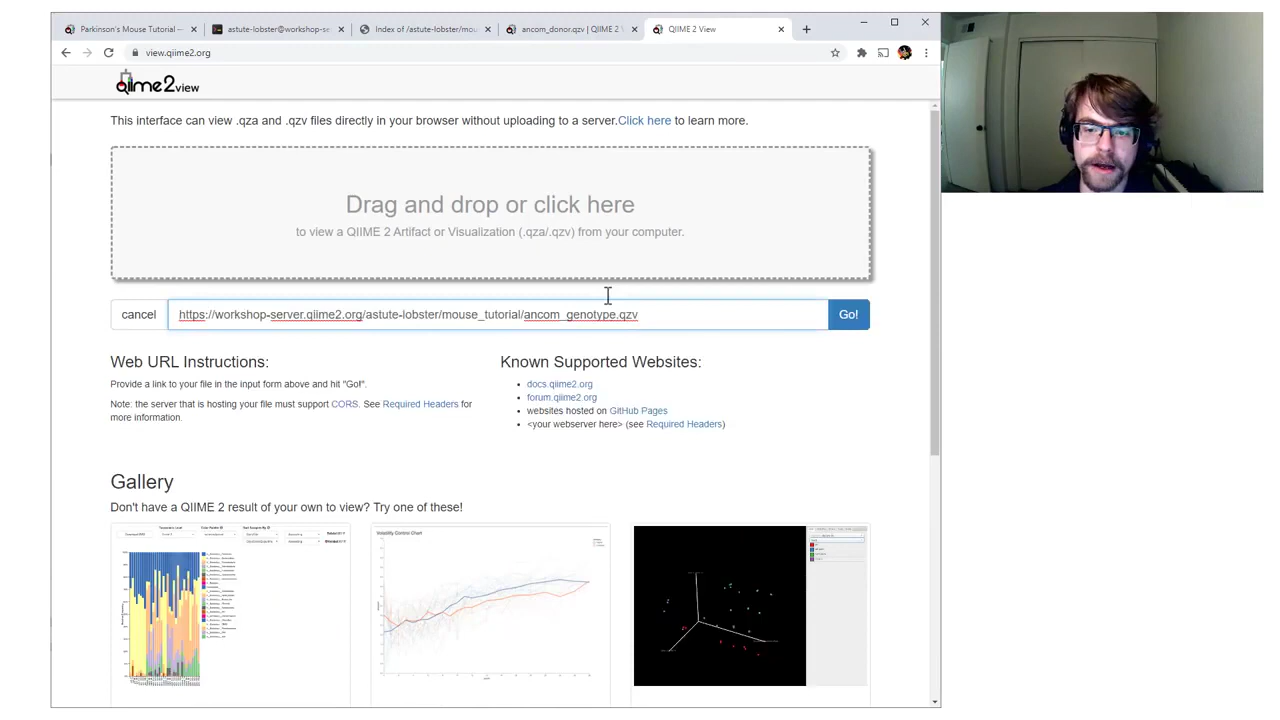 Parkinson's Mouse Tutorial —
astute-lobster@workshop-se
Index of /astute-lobster/mou
ancom_donor.qzv | QIIME 2 V
QIIME 2 View
view.qiime2.org
qiime2view
This interface can view .qza and .qzv files directly in your browser without uploading to a server.Click here to learn more.
Drag and drop or click here
to view a QIIME 2 Artifact or Visualization (.qza/.qzv) from your computer.
cancel
https://workshop-server.qiime2.org/astute-lobster/mouse_tutorial/ancom_genotype.qzv
Go!
Web URL Instructions:
Provide a link to your file in the input form above and hit "Go!".
Note: the server that is hosting your file must support CORS. See Required Headers for
more information.
Known Supported Websites:
docs.qiime2.org
forum.qiime2.org
websites hosted on GitHub Pages
<your webserver here> (see Required Headers)
Gallery
Don't have a QIIME 2 result of your own to view? Try one of these!
Volatility Control Chart